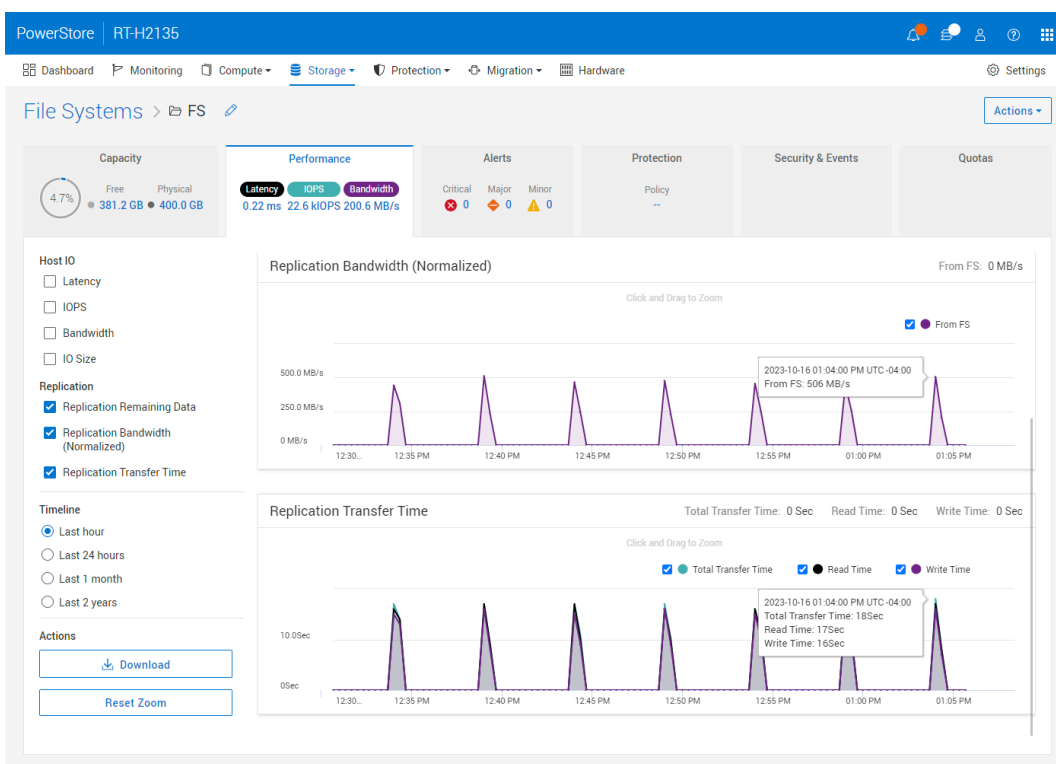 PowerStore RT-H2135
Dashboard Monitoring Compute Storage Protection Migration Hardware Settings
File Systems > FS
Actions
Capacity
4.7%
Free Physical
381.2 GB 400.0 GB
Performance
Latency IOPS Bandwidth
0.22 ms 22.6 kIOPS 200.6 MB/s
Alerts
Critical Major Minor
0 0 0
Protection
Policy
--
Security & Events
Quotas
Host IO
Latency
IOPS
Bandwidth
IO Size
Replication
Replication Remaining Data
Replication Bandwidth
(Normalized)
Replication Transfer Time
Timeline
Last hour
Last 24 hours
Last 1 month
Last 2 years
Actions
Download
Reset Zoom
Replication Bandwidth (Normalized) From FS: 0 MB/s
Click and Drag to Zoom
From FS
500.0 MB/s
250.0 MB/s
0 MB/s
2023-10-16 01:04:00 PM UTC -04:00
From FS: 506 MB/s
12:30... 12:35 PM 12:40 PM 12:45 PM 12:50 PM 12:55 PM 01:00 PM 01:05 PM
Replication Transfer Time Total Transfer Time: 0 Sec Read Time: 0 Sec Write Time: 0 Sec
Click and Drag to Zoom
Total Transfer Time Read Time Write Time
2023-10-16 01:04:00 PM UTC -04:00
Total Transfer Time: 18Sec
Read Time: 17Sec
Write Time: 16Sec
10.0Sec
0Sec
12:30... 12:35 PM 12:40 PM 12:45 PM 12:50 PM 12:55 PM 01:00 PM 01:05 PM